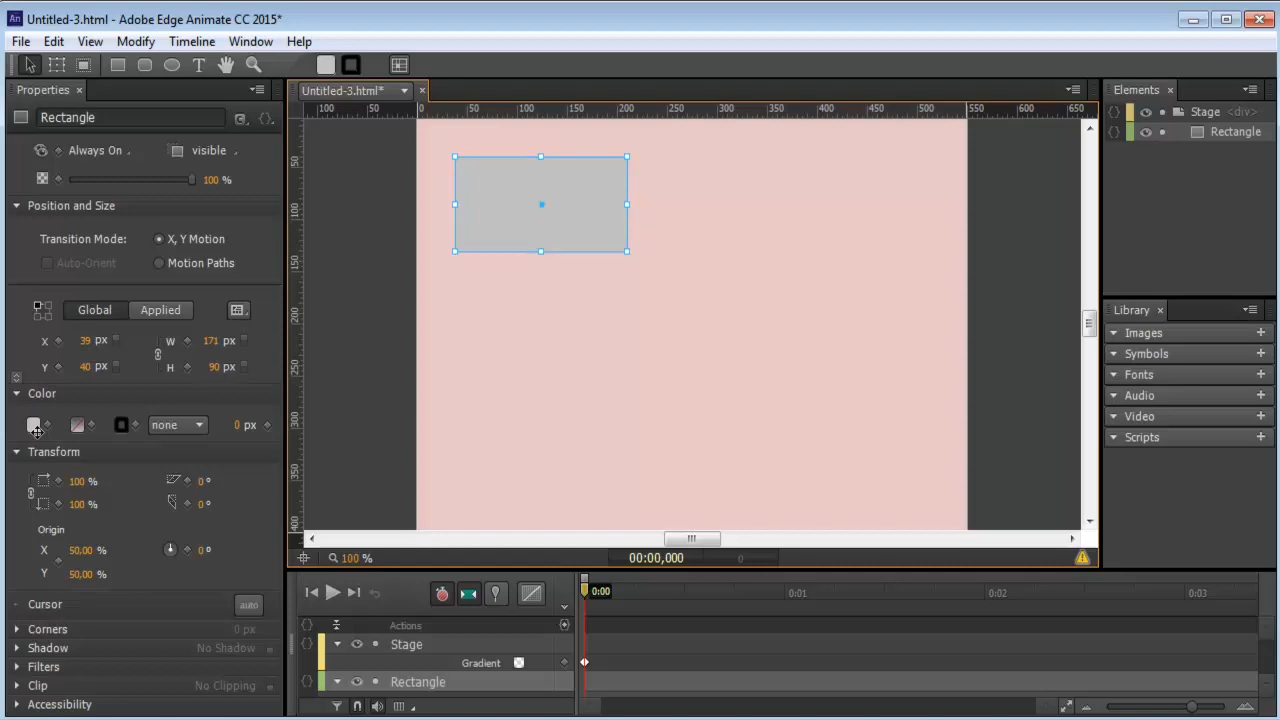 An Untitled-3.html - Adobe Edge Animate CC 2015*
File Edit View Modify Timeline Window Help
T
Properties
Rectangle
Always On
visible
100 %
Position and Size
Transition Mode:
X, Y Motion
Auto-Orient
Motion Paths
Global
Applied
X 39 px W 171 px
Y 40 px H 90 px
Color
none 0 px
Transform
100 % 0°
100 % 0°
Origin
X 50,00 % 0°
Y 50,00 %
Cursor auto
Corners 0 px
Shadow No Shadow
Filters
Clip No Clipping
Accessibility
Untitled-3.html*
100 50 0 50 100 150 200 250 300 350 400 450 500 550 600 650
50
100
150
200
250
300
350
400
100 %
00:00,000
0
0:00 0:01 0:02 0:03
Actions
Stage
Gradient
Rectangle
Elements
Stage <div>
Rectangle
Library
Images
Symbols
Fonts
Audio
Video
Scripts